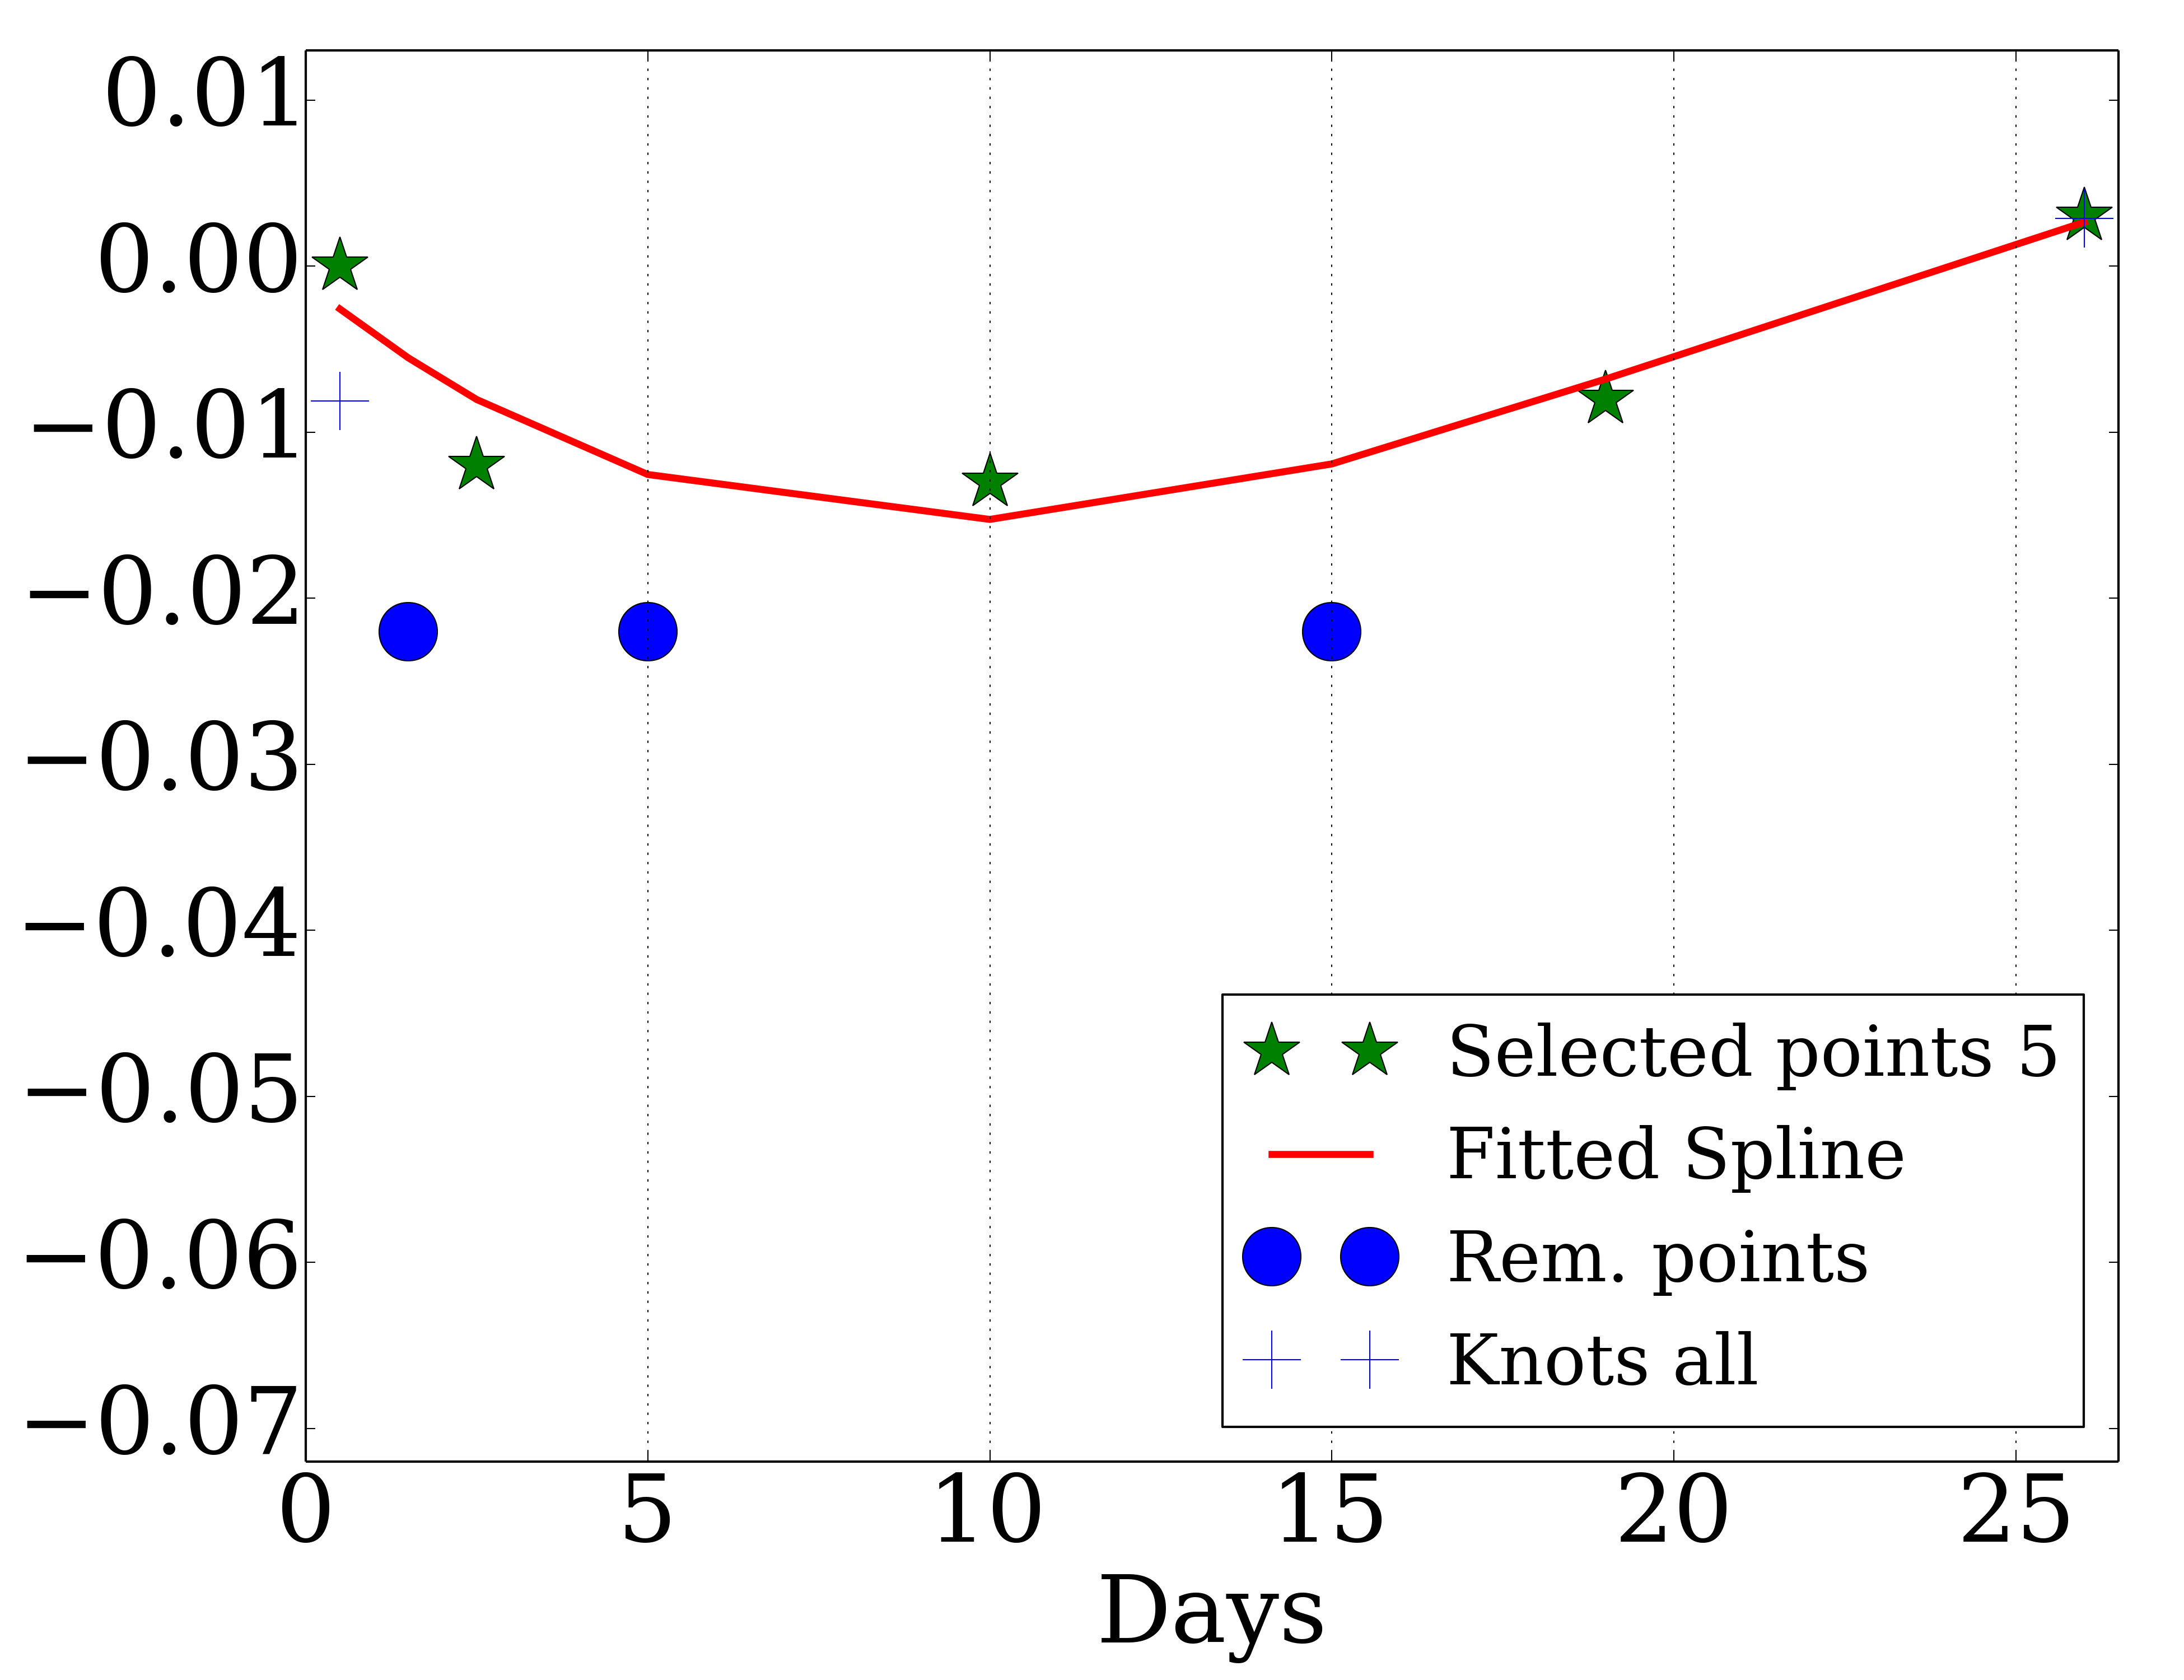 0.01
0.00
−0.01
−0.02
−0.03
−0.04
−0.05
−0.06
−0.07
Selected points 5
Fitted Spline
Rem. points
Knots all
0 5 10 15 20 25
Days